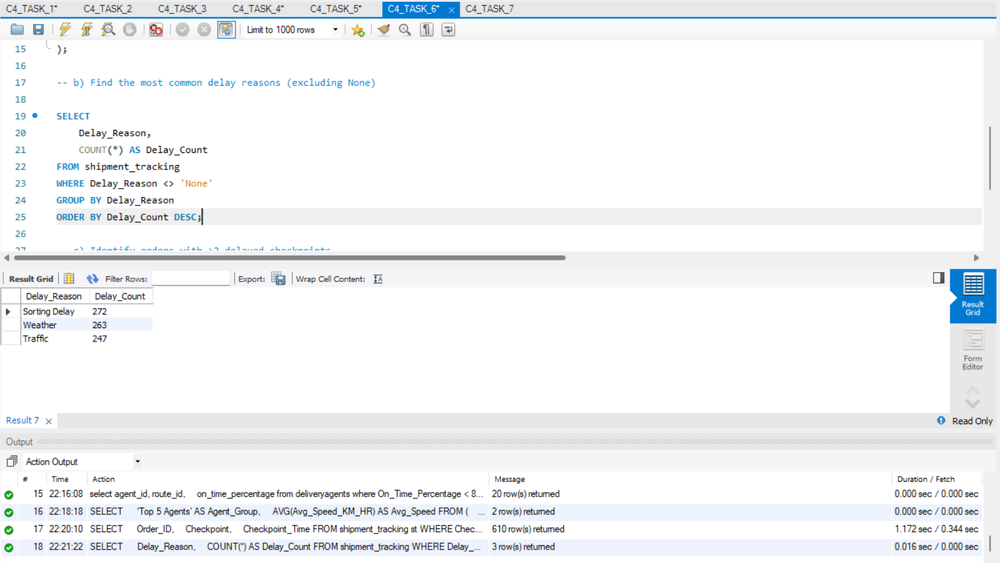 C4_TASK_1* C4_TASK_2 C4_TASK_3 C4_TASK_4* C4_TASK_5* C4_TASK_6* C4_TASK_7
Limit to 1000 rows
15 );
16
17 -- b) Find the most common delay reasons (excluding None)
18
19 SELECT
20 Delay_Reason,
21 COUNT(*) AS Delay_Count
22 FROM shipment_tracking
23 WHERE Delay_Reason <> 'None'
24 GROUP BY Delay_Reason
25 ORDER BY Delay_Count DESC;
26
27 c) Identify orders with >2 delayed checkpoints
Result Grid Filter Rows: Export: Wrap Cell Content:
Delay_Reason Delay_Count
Sorting Delay 272
Weather 263
Traffic 247
Result Grid
Form Editor
Result 7 Read Only
Output
Action Output
# Time Action Message Duration / Fetch
15 22:16:08 select agent_id, route_id, on_time_percentage from deliveryagents where On_Time_Percentage < 8... 20 row(s) returned 0.000 sec / 0.000 sec
16 22:18:18 SELECT 'Top 5 Agents' AS Agent_Group, AVG(Avg_Speed_KM_HR) AS Avg_Speed FROM ( ... 2 row(s) returned 0.000 sec / 0.000 sec
17 22:20:10 SELECT Order_ID, Checkpoint, Checkpoint_Time FROM shipment_tracking st WHERE Chec... 610 row(s) returned 1.172 sec / 0.344 sec
18 22:21:22 SELECT Delay_Reason, COUNT(*) AS Delay_Count FROM shipment_tracking WHERE Delay_... 3 row(s) returned 0.016 sec / 0.000 sec